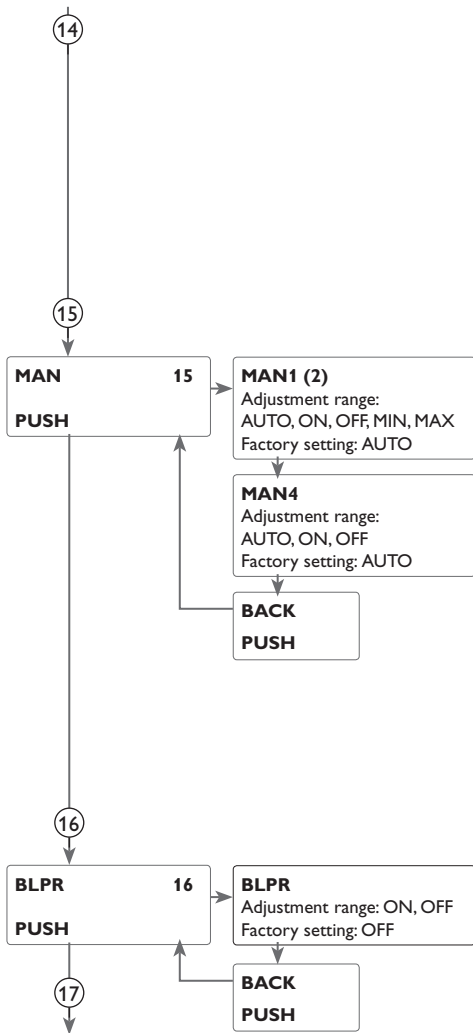 14
15
MAN 15
PUSH
MAN1 (2)
Adjustment range:
AUTO, ON, OFF, MIN, MAX
Factory setting: AUTO
MAN4
Adjustment range:
AUTO, ON, OFF
Factory setting: AUTO
BACK
PUSH
16
BLPR 16
PUSH
BLPR
Adjustment range: ON, OFF
Factory setting: OFF
BACK
PUSH
17